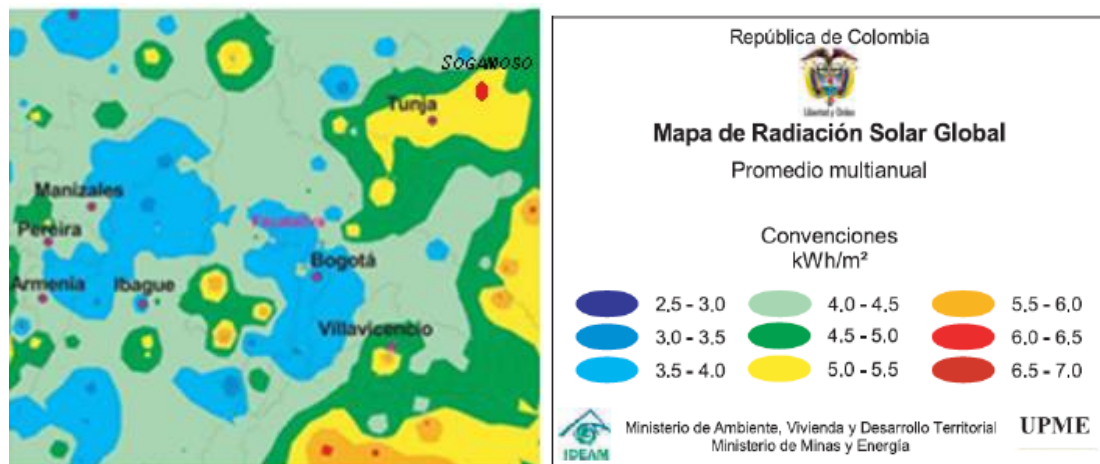 SOGAMOSO
Tunja
Manizales
Pereira
Bogotá
Armenia
Ibague
Villavicencio
República de Colombia
Libertad y Orden
Mapa de Radiación Solar Global
Promedio multianual
Convenciones
kWh/m²
2,5 - 3,0
4,0 - 4,5
5,5 - 6,0
3,0 - 3,5
4,5 - 5,0
6,0 - 6,5
3,5 - 4,0
5,0 - 5,5
6,5 - 7,0
IDEAM
Ministerio de Ambiente, Vivienda y Desarrollo Territorial
Ministerio de Minas y Energía
UPME